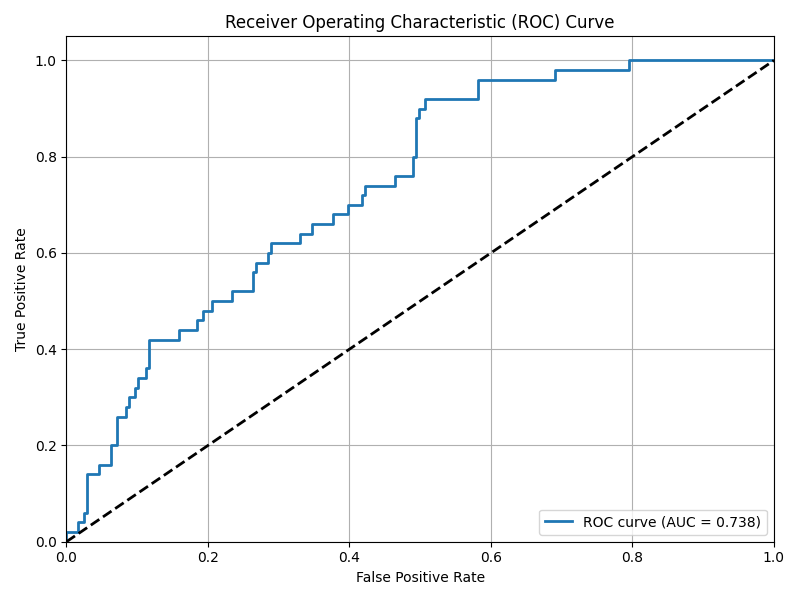 Receiver Operating Characteristic (ROC) Curve
True Positive Rate
1.0
0.8
0.6
0.4
0.2
0.0
0.0 0.2 0.4 0.6 0.8 1.0
False Positive Rate
ROC curve (AUC = 0.738)